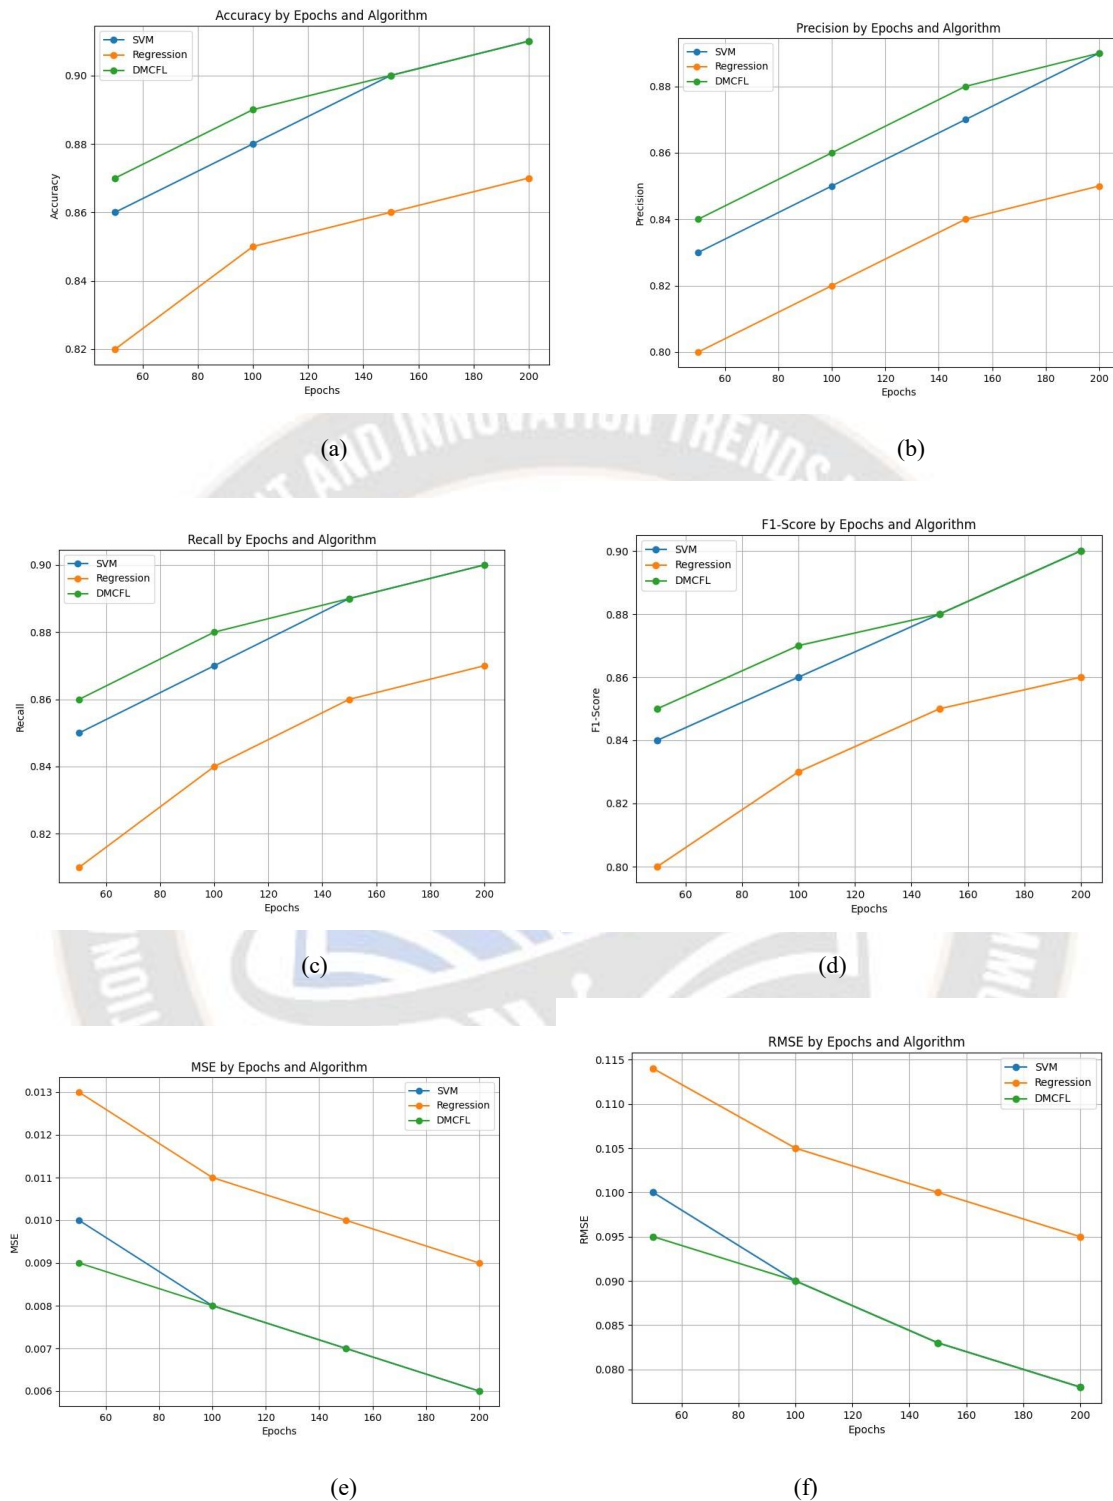 Accuracy by Epochs and Algorithm
SVM
Regression
DMCFL
0.90
0.88
0.86
0.84
0.82
Accuracy
60 80 100 120 140 160 180 200
Epochs
(a)
Precision by Epochs and Algorithm
SVM
Regression
DMCFL
0.88
0.86
0.84
0.82
0.80
Precision
60 80 100 120 140 160 180 200
Epochs
(b)
AND INNOVATION TRENDS
Recall by Epochs and Algorithm
SVM
Regression
DMCFL
0.90
0.88
0.86
0.84
0.82
Recall
60 80 100 120 140 160 180 200
Epochs
(c)
F1-Score by Epochs and Algorithm
SVM
Regression
DMCFL
0.90
0.88
0.86
0.84
0.82
0.80
F1-Score
60 80 100 120 140 160 180 200
Epochs
(d)
MSE by Epochs and Algorithm
SVM
Regression
DMCFL
0.013
0.012
0.011
0.010
0.009
0.008
0.007
0.006
MSE
60 80 100 120 140 160 180 200
Epochs
(e)
RMSE by Epochs and Algorithm
SVM
Regression
DMCFL
0.115
0.110
0.105
0.100
0.095
0.090
0.085
0.080
RMSE
60 80 100 120 140 160 180 200
Epochs
(f)